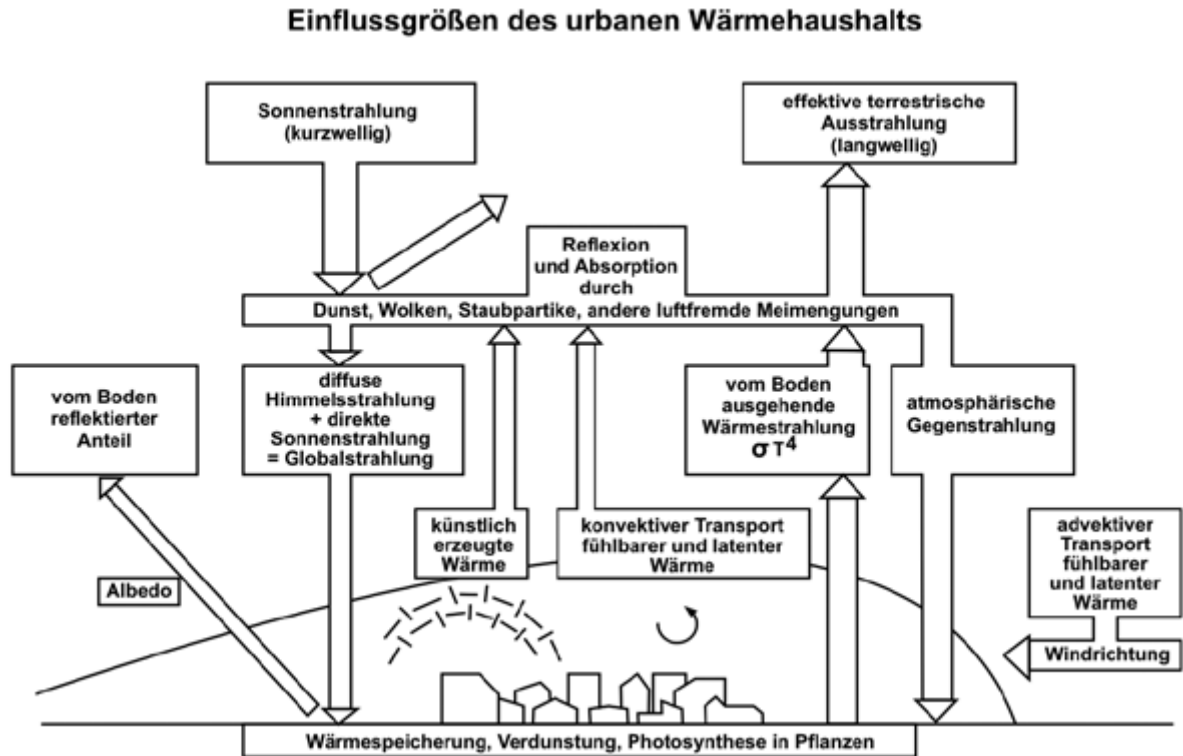 Einflussgrößen des urbanen Wärmehaushalts
Sonnenstrahlung
(kurzwellig)
effektive terrestrische
Ausstrahlung
(langwellig)
Reflexion
und Absorption
durch
Dunst, Wolken, Staubpartike, andere luftfremde Meimengungen
vom Boden
reflektierter
Anteil
diffuse
Himmelsstrahlung
+ direkte
Sonnenstrahlung
= Globalstrahlung
vom Boden
ausgehende
Wärmestrahlung
σ T⁴
atmosphärische
Gegenstrahlung
künstlich
erzeugte
Wärme
konvektiver Transport
fühlbarer und latenter
Wärme
advektiver
Transport
fühlbarer
und latenter
Wärme
Albedo
Windrichtung
Wärmespeicherung, Verdunstung, Photosynthese in Pflanzen